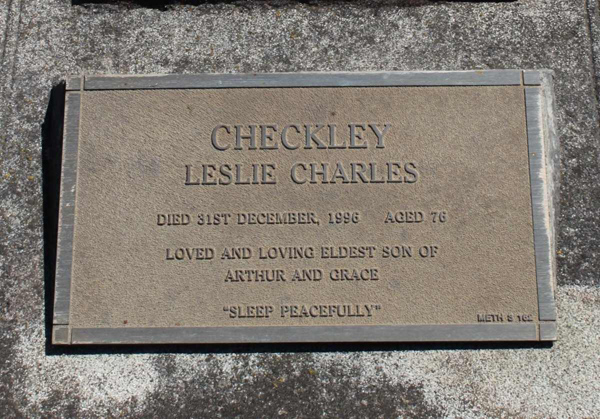 CHECKLEY
LESLIE CHARLES
DIED 31ST DECEMBER, 1996 AGED 76
LOVED AND LOVING ELDEST SON OF
ARTHUR AND GRACE
"SLEEP PEACEFULLY"
METH S 162